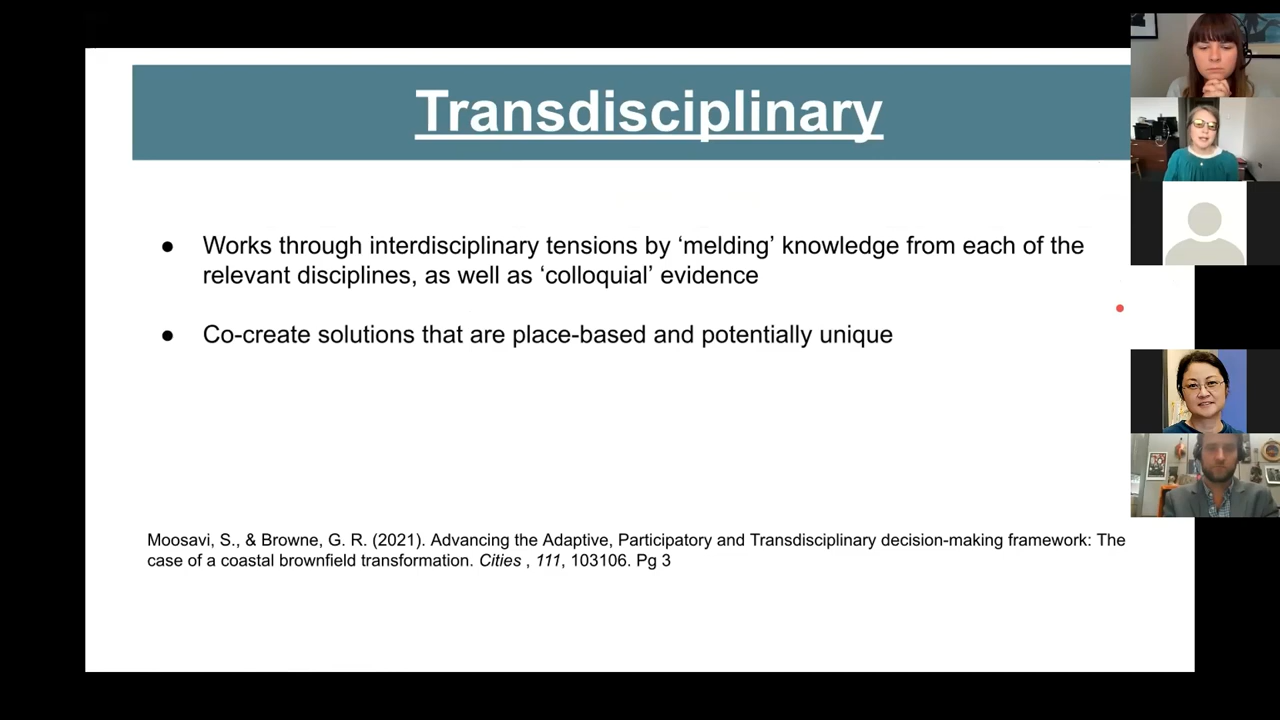 Transdisciplinary
● Works through interdisciplinary tensions by ‘melding’ knowledge from each of the
relevant disciplines, as well as ‘colloquial’ evidence
● Co-create solutions that are place-based and potentially unique
Moosavi, S., & Browne, G. R. (2021). Advancing the Adaptive, Participatory and Transdisciplinary decision-making framework: The
case of a coastal brownfield transformation. Cities , 111, 103106. Pg 3